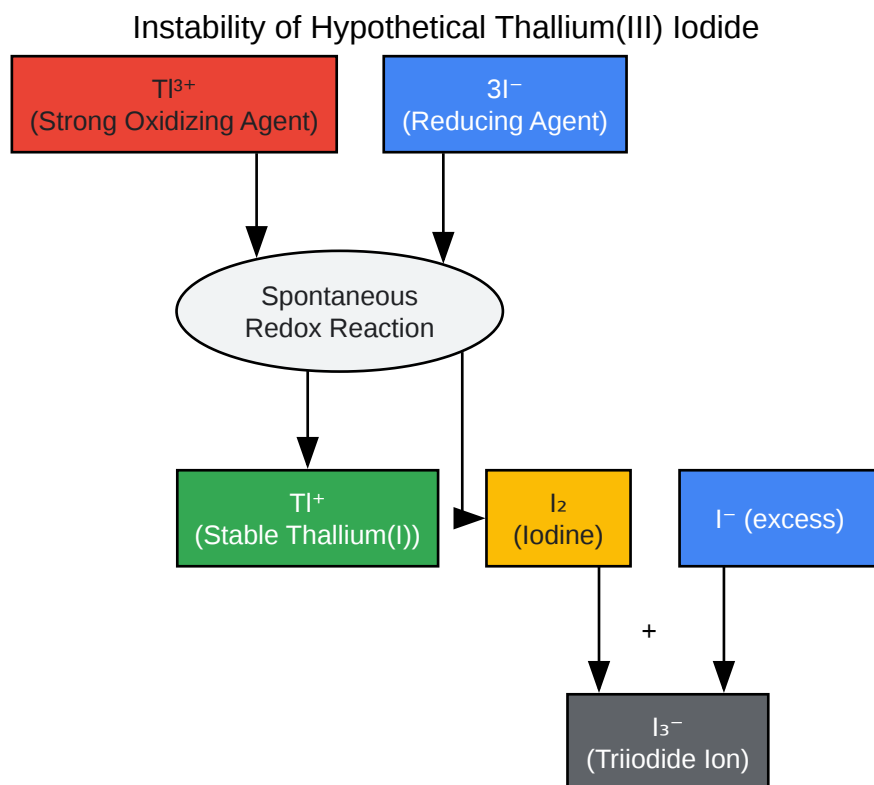 Instability of Hypothetical Thallium(III) Iodide
Tl³⁺
(Strong Oxidizing Agent)
3I⁻
(Reducing Agent)
Spontaneous
Redox Reaction
Tl⁺
(Stable Thallium(I))
I₂
(Iodine)
I⁻ (excess)
+
I₃⁻
(Triiodide Ion)